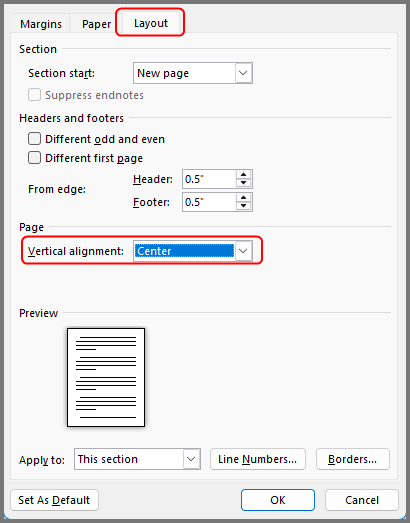 Margins Paper Layout
Section
Section start: New page
Suppress endnotes
Headers and footers
Different odd and even
Different first page
From edge: Header: 0.5"
Footer: 0.5"
Page
Vertical alignment: Center
Preview
Apply to: This section Line Numbers... Borders...
Set As Default OK Cancel